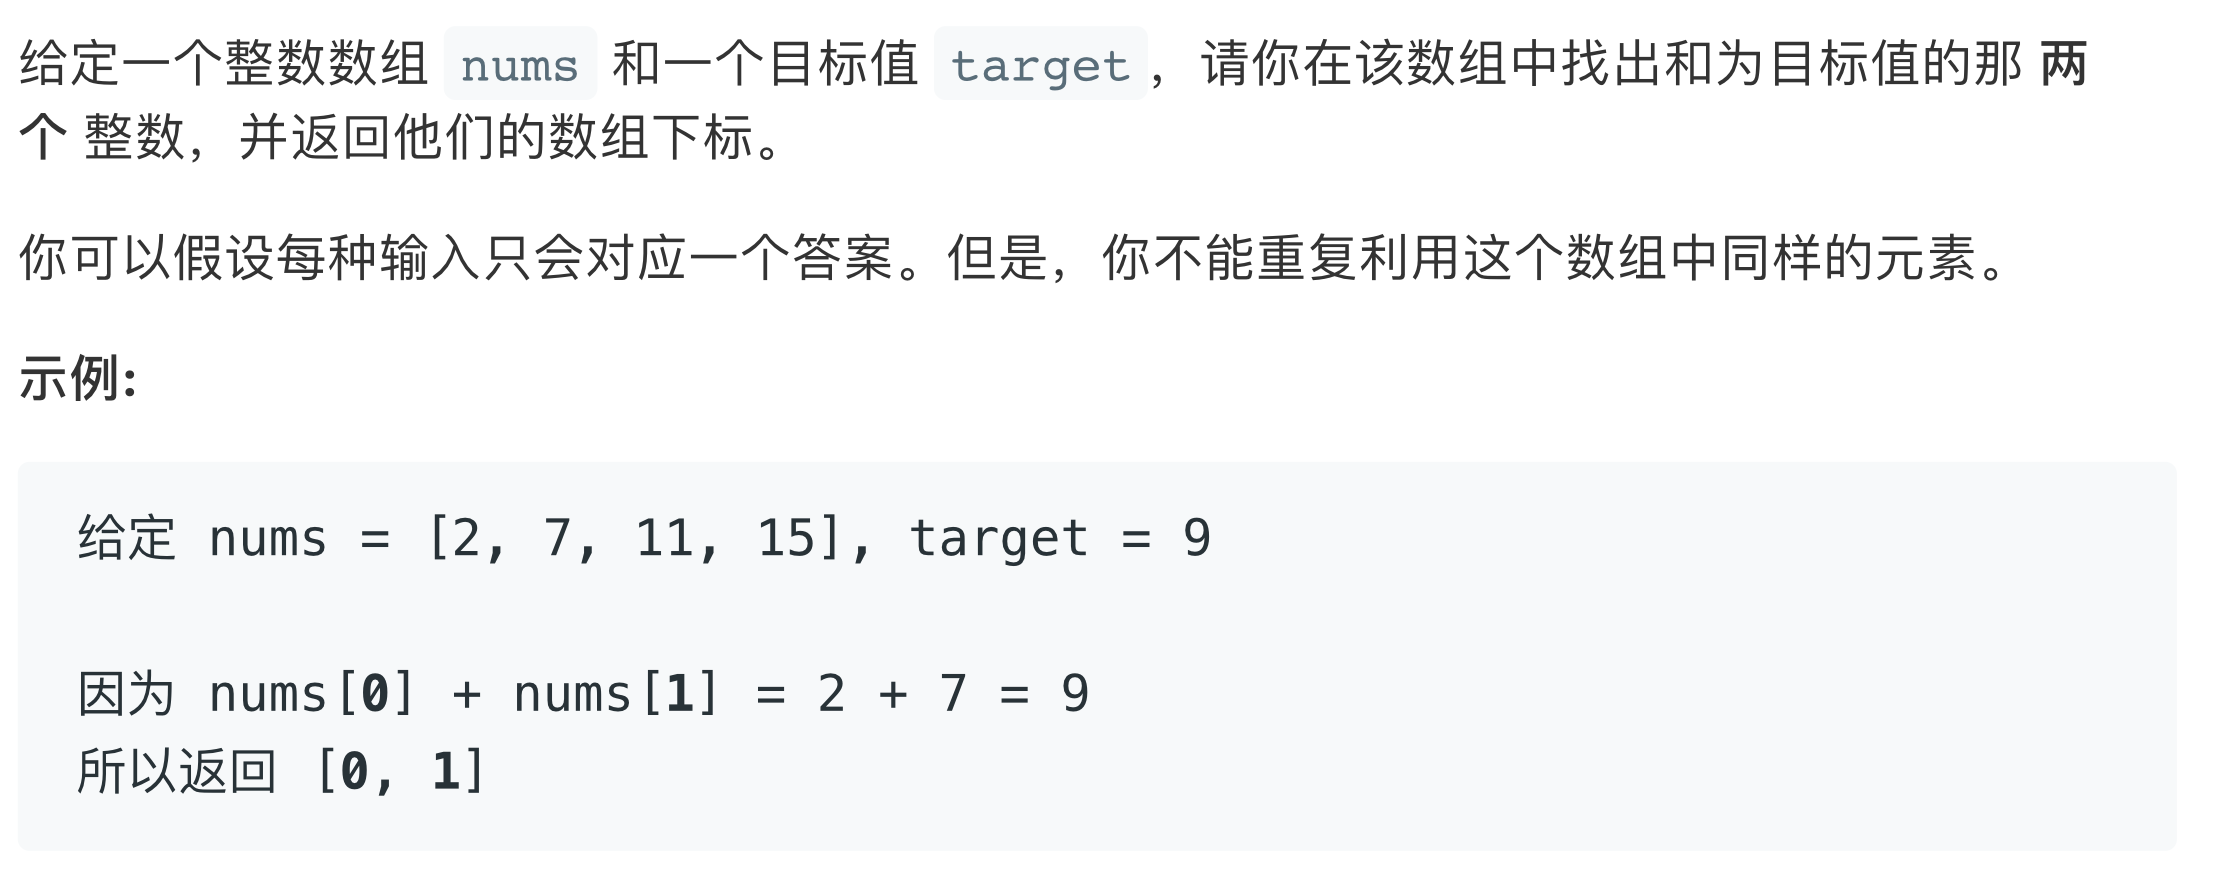 给定一个整数数组 nums 和一个目标值 target，请你在该数组中找出和为目标值的那 两
个 整数，并返回他们的数组下标。
你可以假设每种输入只会对应一个答案。但是，你不能重复利用这个数组中同样的元素。
示例:
给定 nums = [2, 7, 11, 15], target = 9
因为 nums[0] + nums[1] = 2 + 7 = 9
所以返回 [0, 1]